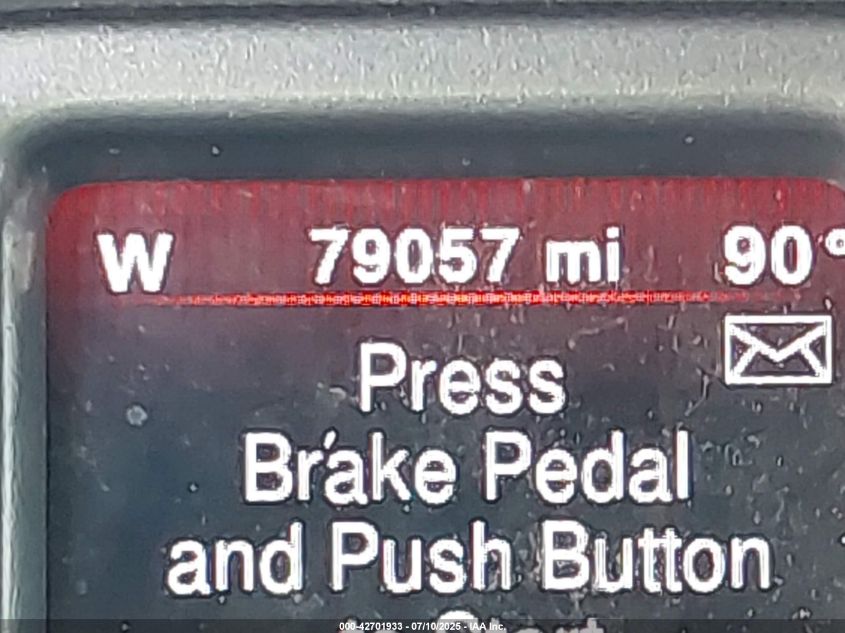 W 79057 mi 90°
Press
Brake Pedal
and Push Button
000-42701933 - 07/10/2025 - IAA Inc.